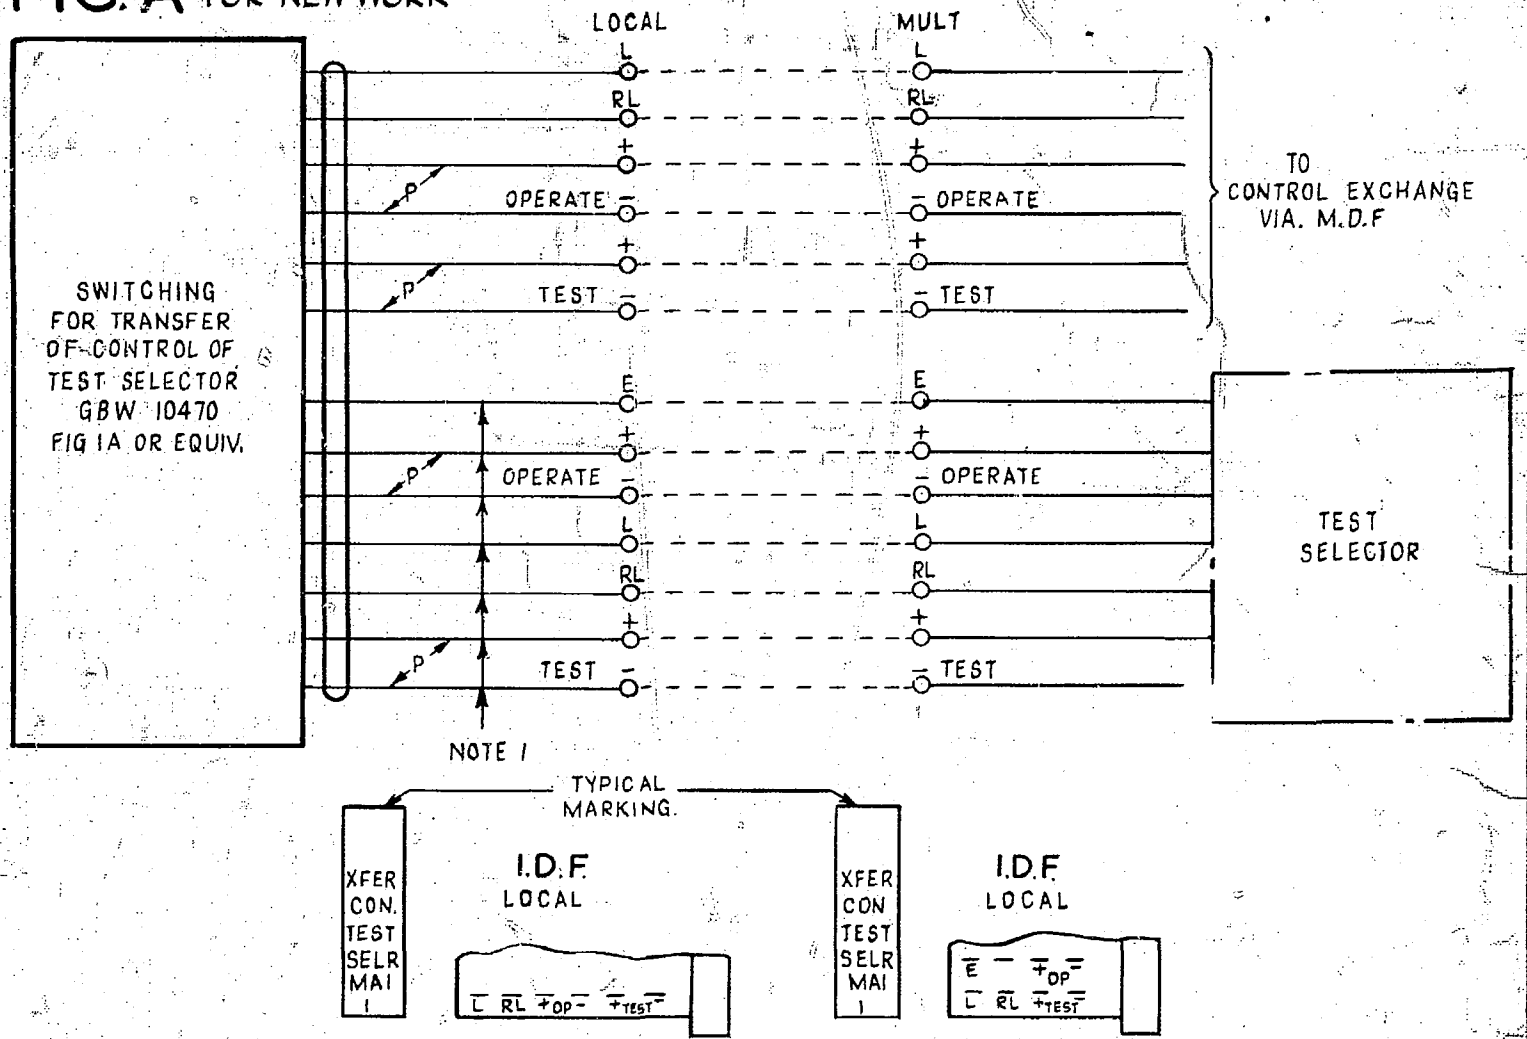 FIG. A FOR NEW WORK
LOCAL MULT
L L
RL RL
+ +
P OPERATE - - OPERATE
+ +
P TEST - - TEST
TO
CONTROL EXCHANGE
VIA. M.D.F
SWITCHING
FOR TRANSFER
OF CONTROL OF
TEST SELECTOR
GBW 10470
FIG 1A OR EQUIV.
E E
+ +
P OPERATE - - OPERATE
L L
RL RL
+ +
P TEST - - TEST
TEST
SELECTOR
NOTE 1
TYPICAL
MARKING.
XFER
CON.
TEST
SELR
MAI
1
I.D.F.
LOCAL
L RL + OP - + TEST -
XFER
CON
TEST
SELR
MAI
1
I.D.F.
LOCAL
E - + OP -
L RL + TEST -